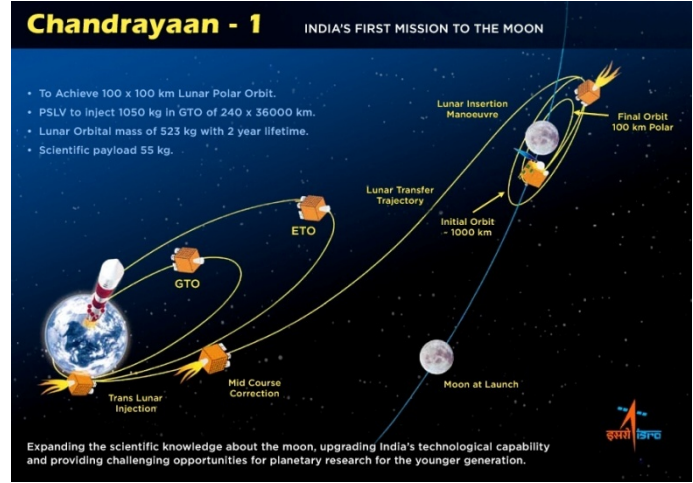 Chandrayaan - 1
INDIA'S FIRST MISSION TO THE MOON
• To Achieve 100 x 100 km Lunar Polar Orbit.
• PSLV to inject 1050 kg in GTO of 240 x 36000 km.
• Lunar Orbital mass of 523 kg with 2 year lifetime.
• Scientific payload 55 kg.
Lunar Insertion
Manoeuvre
Final Orbit
100 km Polar
Lunar Transfer
Trajectory
Initial Orbit
~ 1000 km
ETO
GTO
Trans Lunar
Injection
Mid Course
Correction
Moon at Launch
इसरो isro
Expanding the scientific knowledge about the moon, upgrading India's technological capability
and providing challenging opportunities for planetary research for the younger generation.